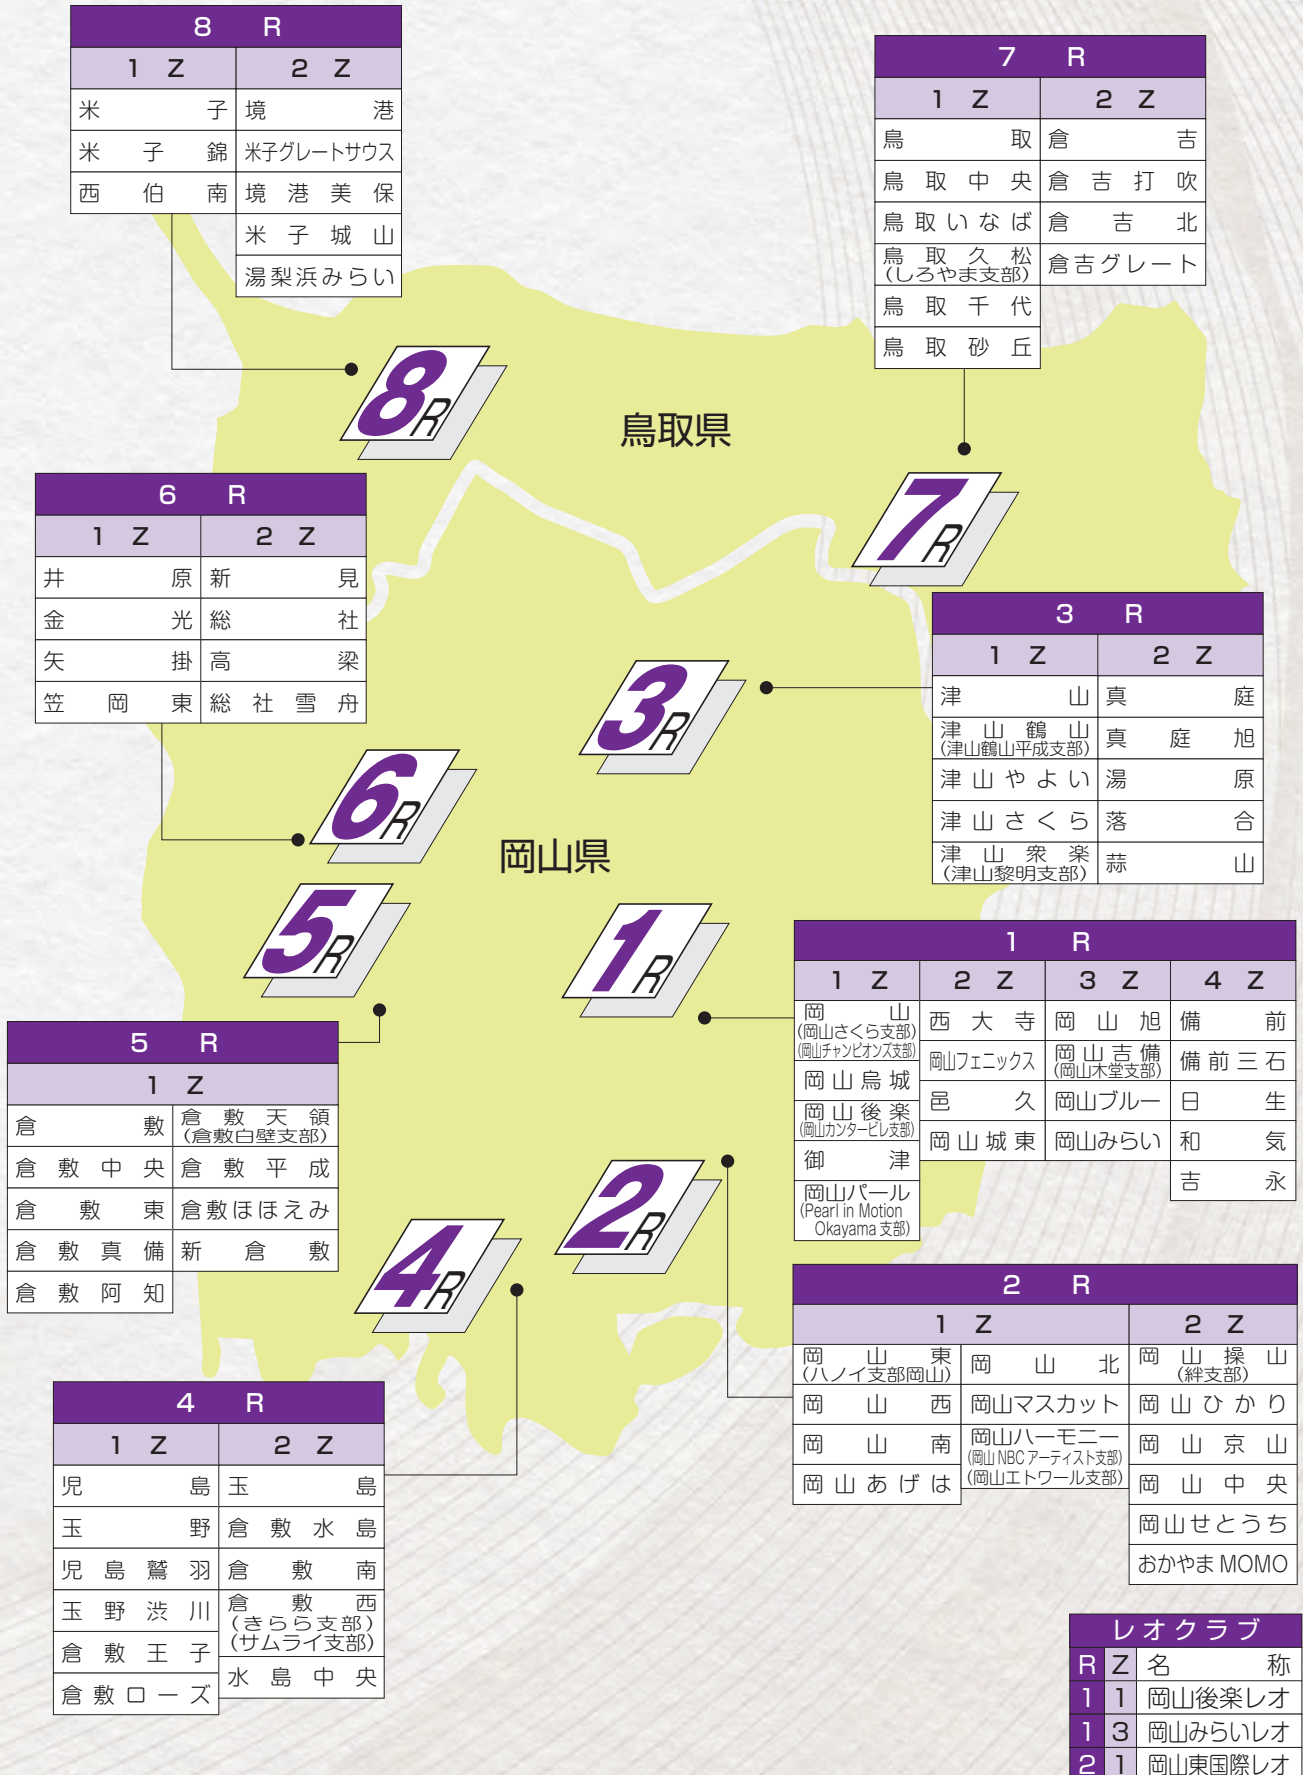 8 R
1 Z 2 Z
米子 境港
米子錦 米子グレートサウス
西伯南 境港美保
米子城山
湯梨浜みらい
7 R
1 Z 2 Z
鳥取 倉吉
鳥取中央 倉吉打吹
鳥取いなば 倉吉北
鳥取久松 倉吉グレート
(しろやま支部)
鳥取千代
鳥取砂丘
8R
鳥取県
7R
6 R
1 Z 2 Z
井原 新見
金光 総社
矢掛 高梁
笠岡東 総社雪舟
3 R
1 Z 2 Z
津山 真庭
津山鶴山 真庭旭
(津山鶴山平成支部)
津山やよい 湯原
津山さくら 落合
津山衆楽 蒜山
(津山黎明支部)
3R
6R
岡山県
5R
1R
1 R
1 Z 2 Z 3 Z 4 Z
岡山
(岡山さくら支部)
(岡山チャンピオンズ支部)
岡山烏城
岡山後楽
(岡山カンタービレ支部)
御津
岡山パール
(Pearl in Motion
Okayama 支部)
西大寺
岡山フェニックス
邑久
岡山城東
岡山旭
岡山吉備
(岡山木堂支部)
岡山ブルー
岡山みらい
備前
備前三石
日生
和気
吉永
5 R
1 Z
倉敷 倉敷天領
(倉敷白壁支部)
倉敷中央 倉敷平成
倉敷東 倉敷ほほえみ
倉敷真備 新倉敷
倉敷阿知
2R
4R
2 R
1 Z 2 Z
岡山東
(ハノイ支部岡山)
岡山西
岡山南
岡山あげは
岡山北
岡山マスカット
岡山ハーモニー
(岡山 NBC アーティスト支部)
(岡山エトワール支部)
岡山操山
(絆支部)
岡山ひかり
岡山京山
岡山中央
岡山せとうち
おかやま MOMO
4 R
1 Z 2 Z
児島
玉野
児島鷲羽
玉野渋川
倉敷王子
倉敷ローズ
玉島
倉敷水島
倉敷南
倉敷西
(きらら支部)
(サムライ支部)
水島中央
レオクラブ
R Z 名称
1 1 岡山後楽レオ
1 3 岡山みらいレオ
2 1 岡山東国際レオ